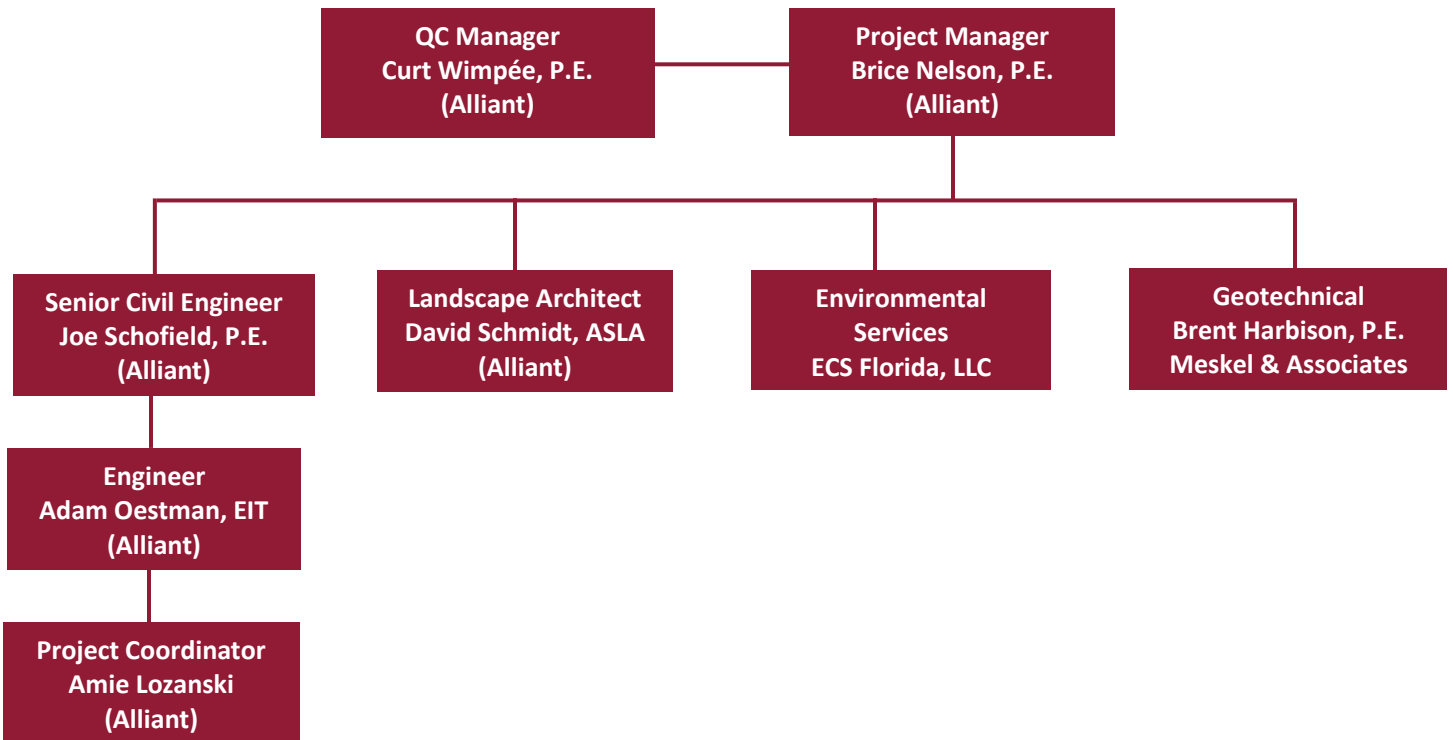 QC Manager
Curt Wimpée, P.E.
(Alliant)
Project Manager
Brice Nelson, P.E.
(Alliant)
Senior Civil Engineer
Joe Schofield, P.E.
(Alliant)
Landscape Architect
David Schmidt, ASLA
(Alliant)
Environmental
Services
ECS Florida, LLC
Geotechnical
Brent Harbison, P.E.
Meskel & Associates
Engineer
Adam Oestman, EIT
(Alliant)
Project Coordinator
Amie Lozanski
(Alliant)